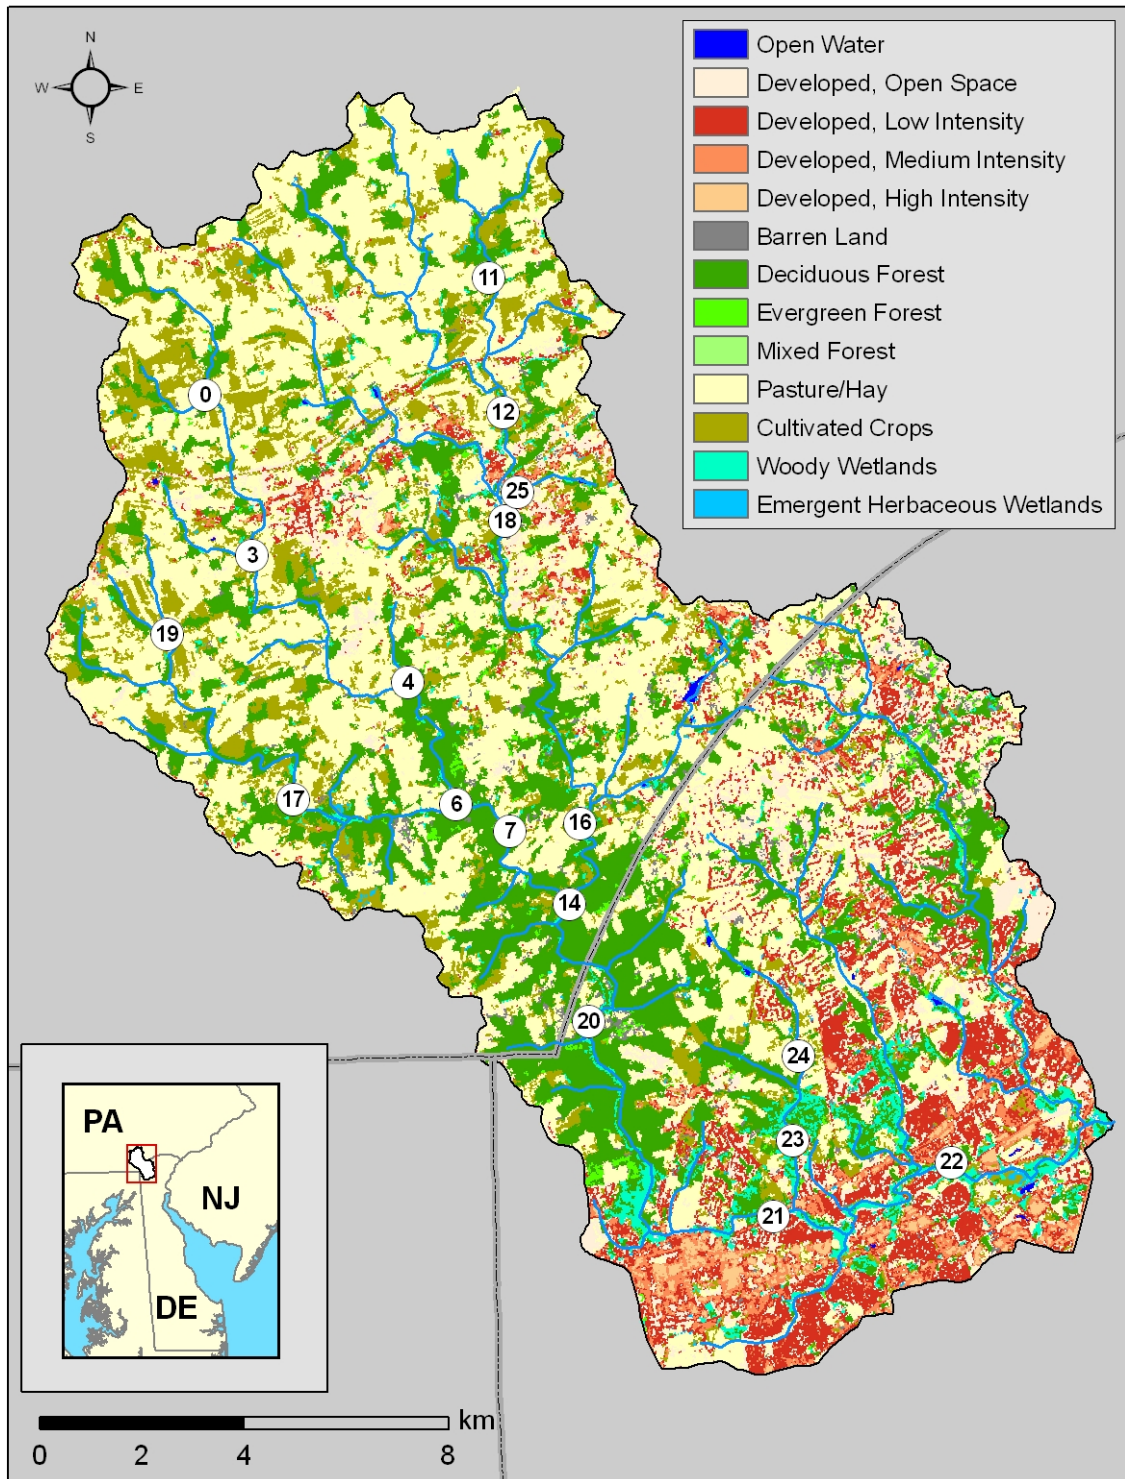 N
W E
S
Open Water
Developed, Open Space
Developed, Low Intensity
Developed, Medium Intensity
Developed, High Intensity
Barren Land
Deciduous Forest
Evergreen Forest
Mixed Forest
Pasture/Hay
Cultivated Crops
Woody Wetlands
Emergent Herbaceous Wetlands
11
0
12
25
18
3
19
4
17
6
7
16
14
20
24
23
22
21
PA
NJ
DE
km
0 2 4 8